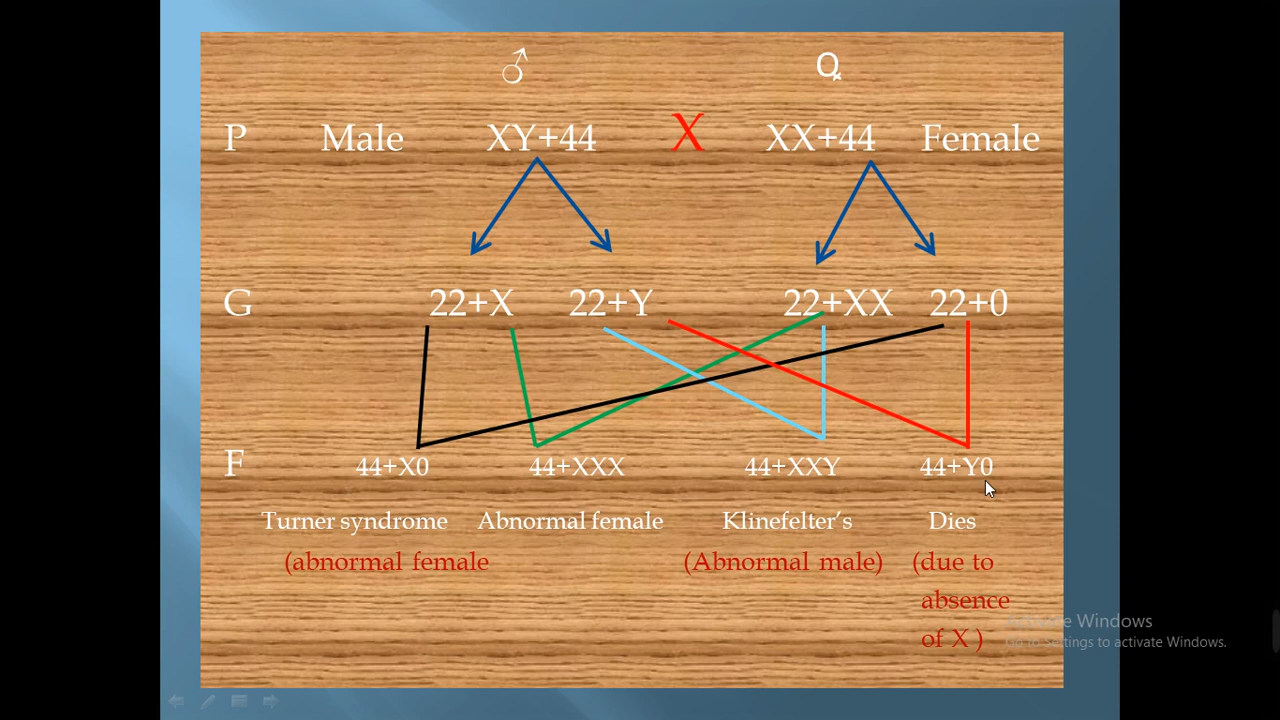 ♂ ♀
P Male XY+44 X XX+44 Female
G 22+X 22+Y 22+XX 22+0
F 44+X0 44+XXX 44+XXY 44+Y0
Turner syndrome Abnormal female Klinefelter’s Dies
(abnormal female (Abnormal male) (due to
absence
of X )
Activate Windows
Go to Settings to activate Windows.